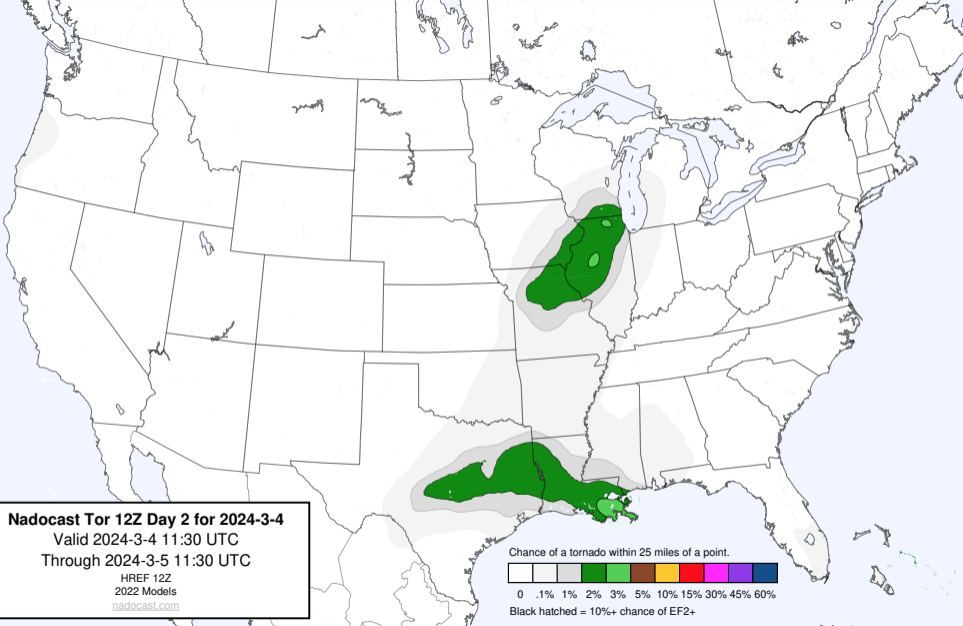 Nadocast Tor 12Z Day 2 for 2024-3-4
Valid 2024-3-4 11:30 UTC
Through 2024-3-5 11:30 UTC
HREF 12Z
2022 Models
nadocast.com
Chance of a tornado within 25 miles of a point.
0 .1% 1% 2% 3% 5% 10% 15% 30% 45% 60%
Black hatched = 10%+ chance of EF2+